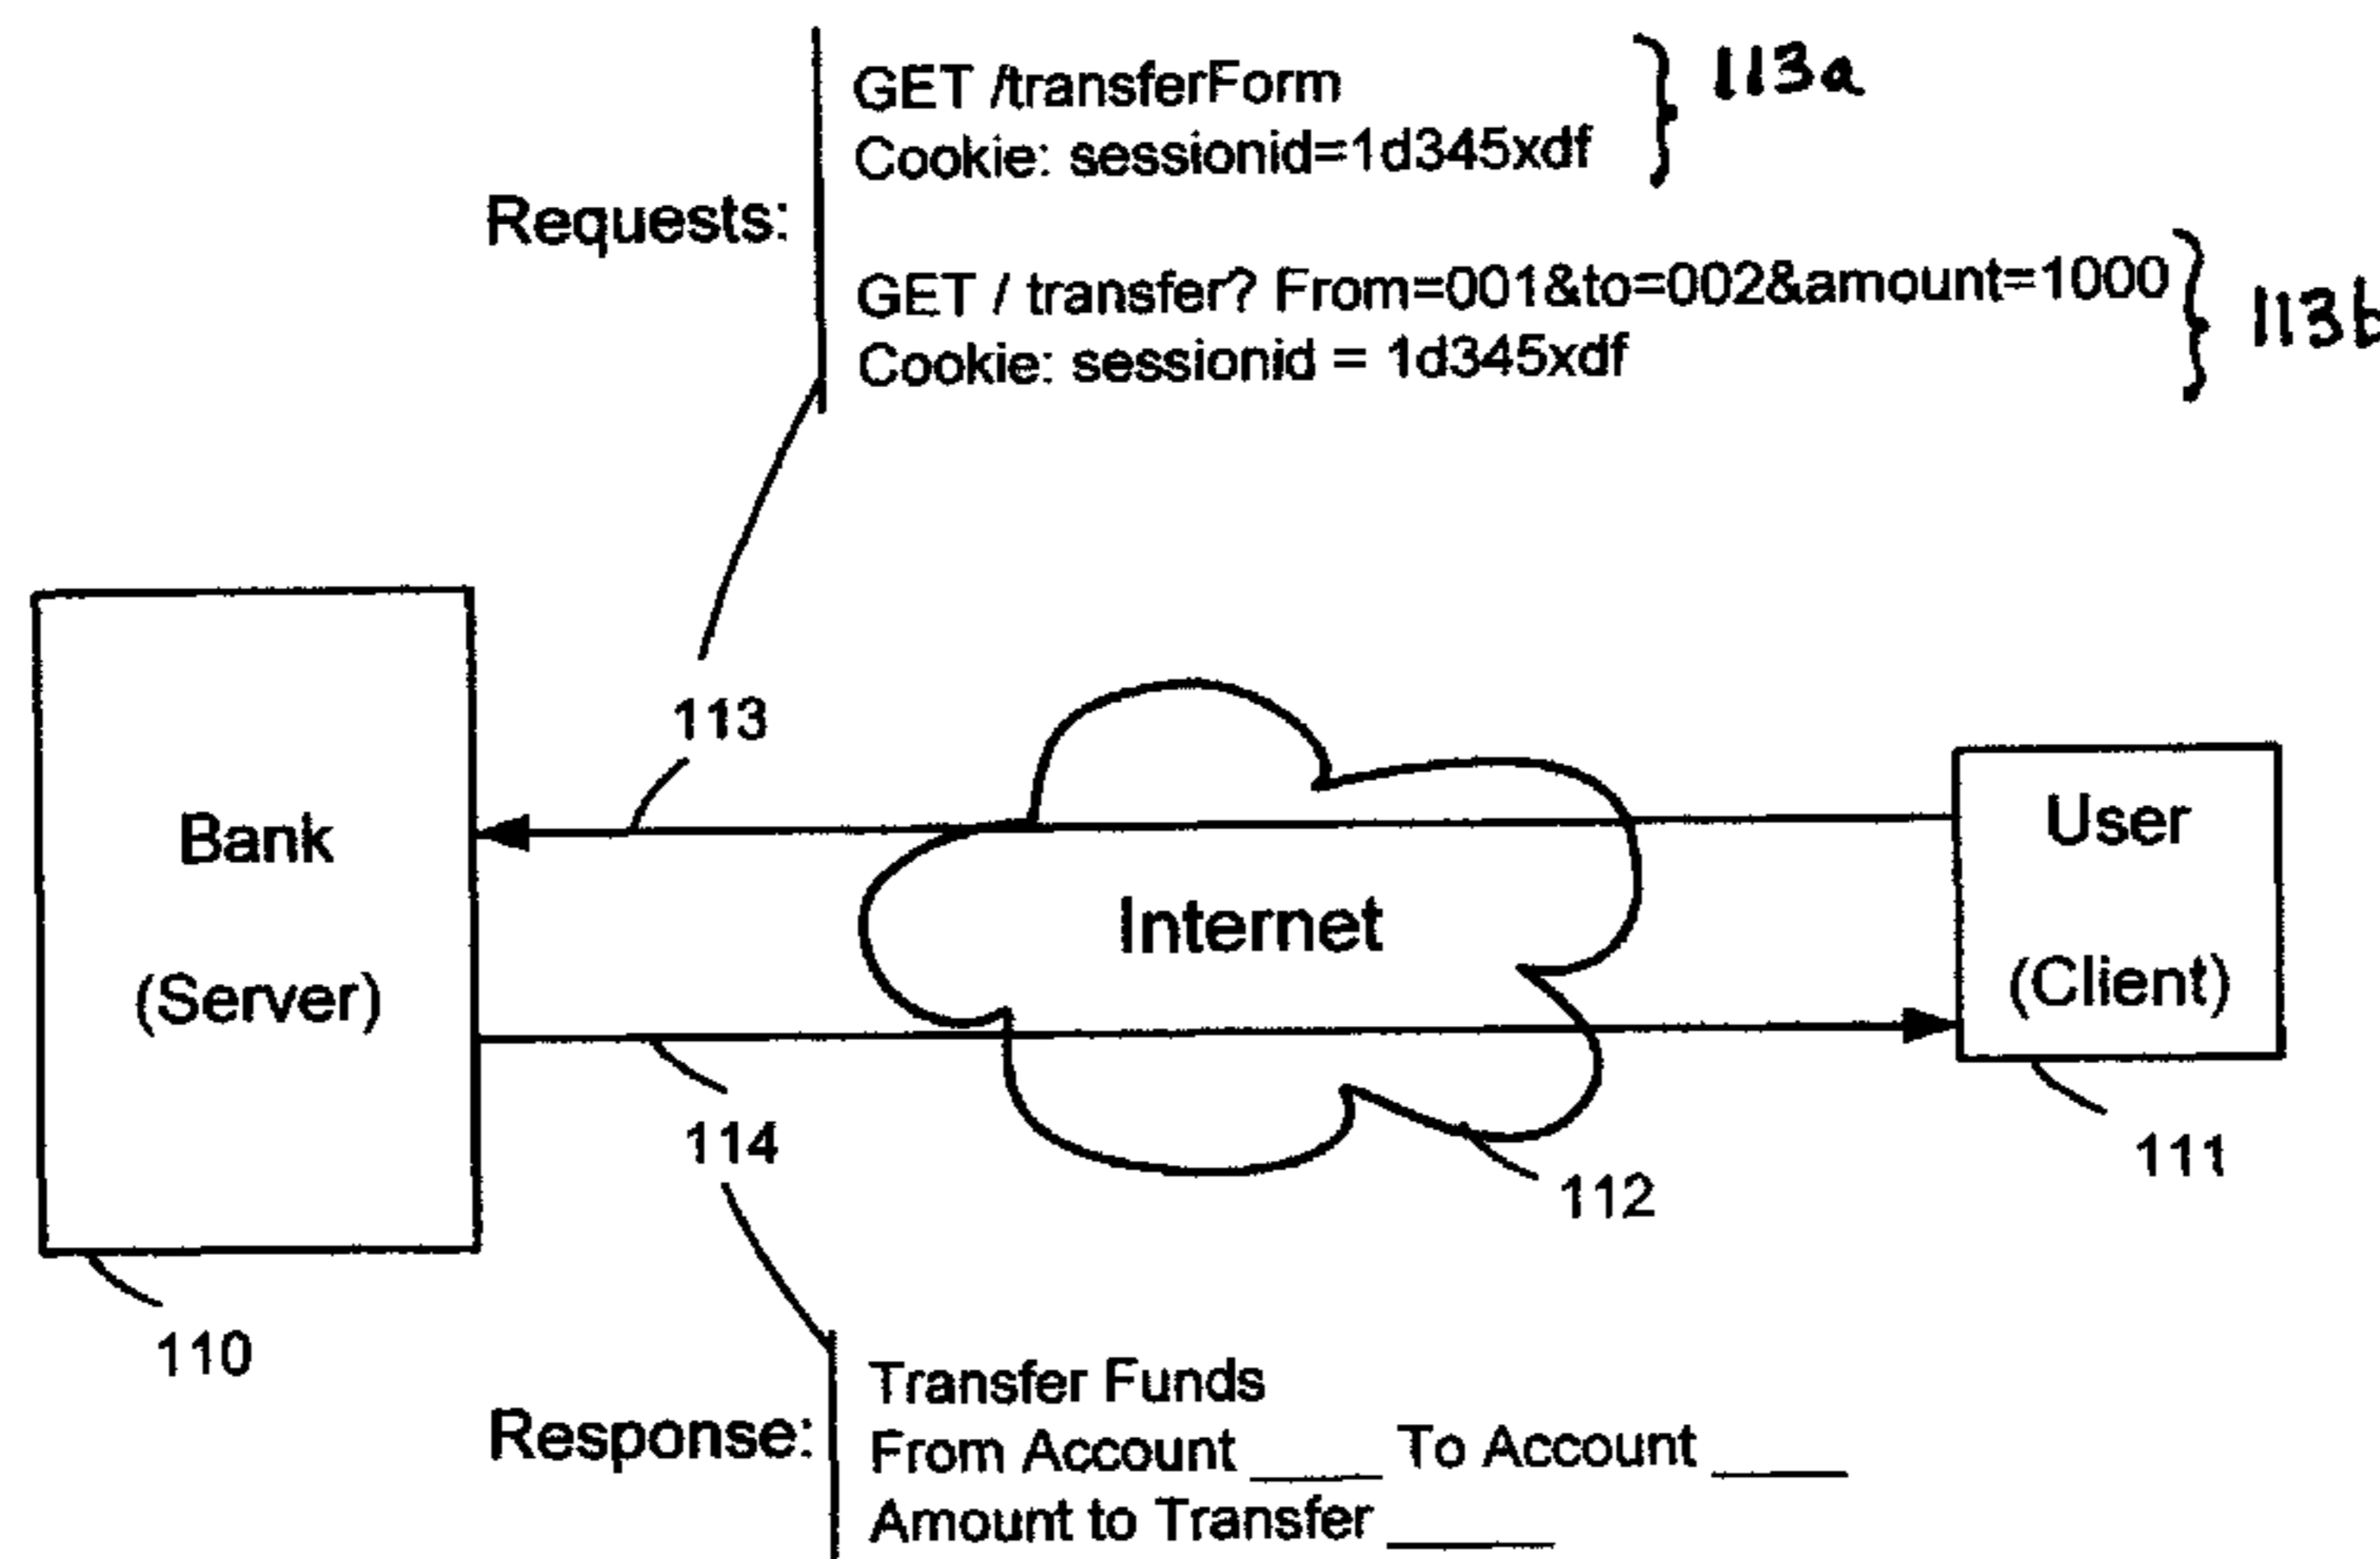 GET /transferForm
Cookie: sessionid=1d345xdf
113a
Requests:
GET / transfer? From=001&to=002&amount=1000
Cookie: sessionid = 1d345xdf
113b
113
Bank
(Server)
Internet
User
(Client)
114
112
111
110
Response:
Transfer Funds
From Account ____ To Account ____
Amount to Transfer _____